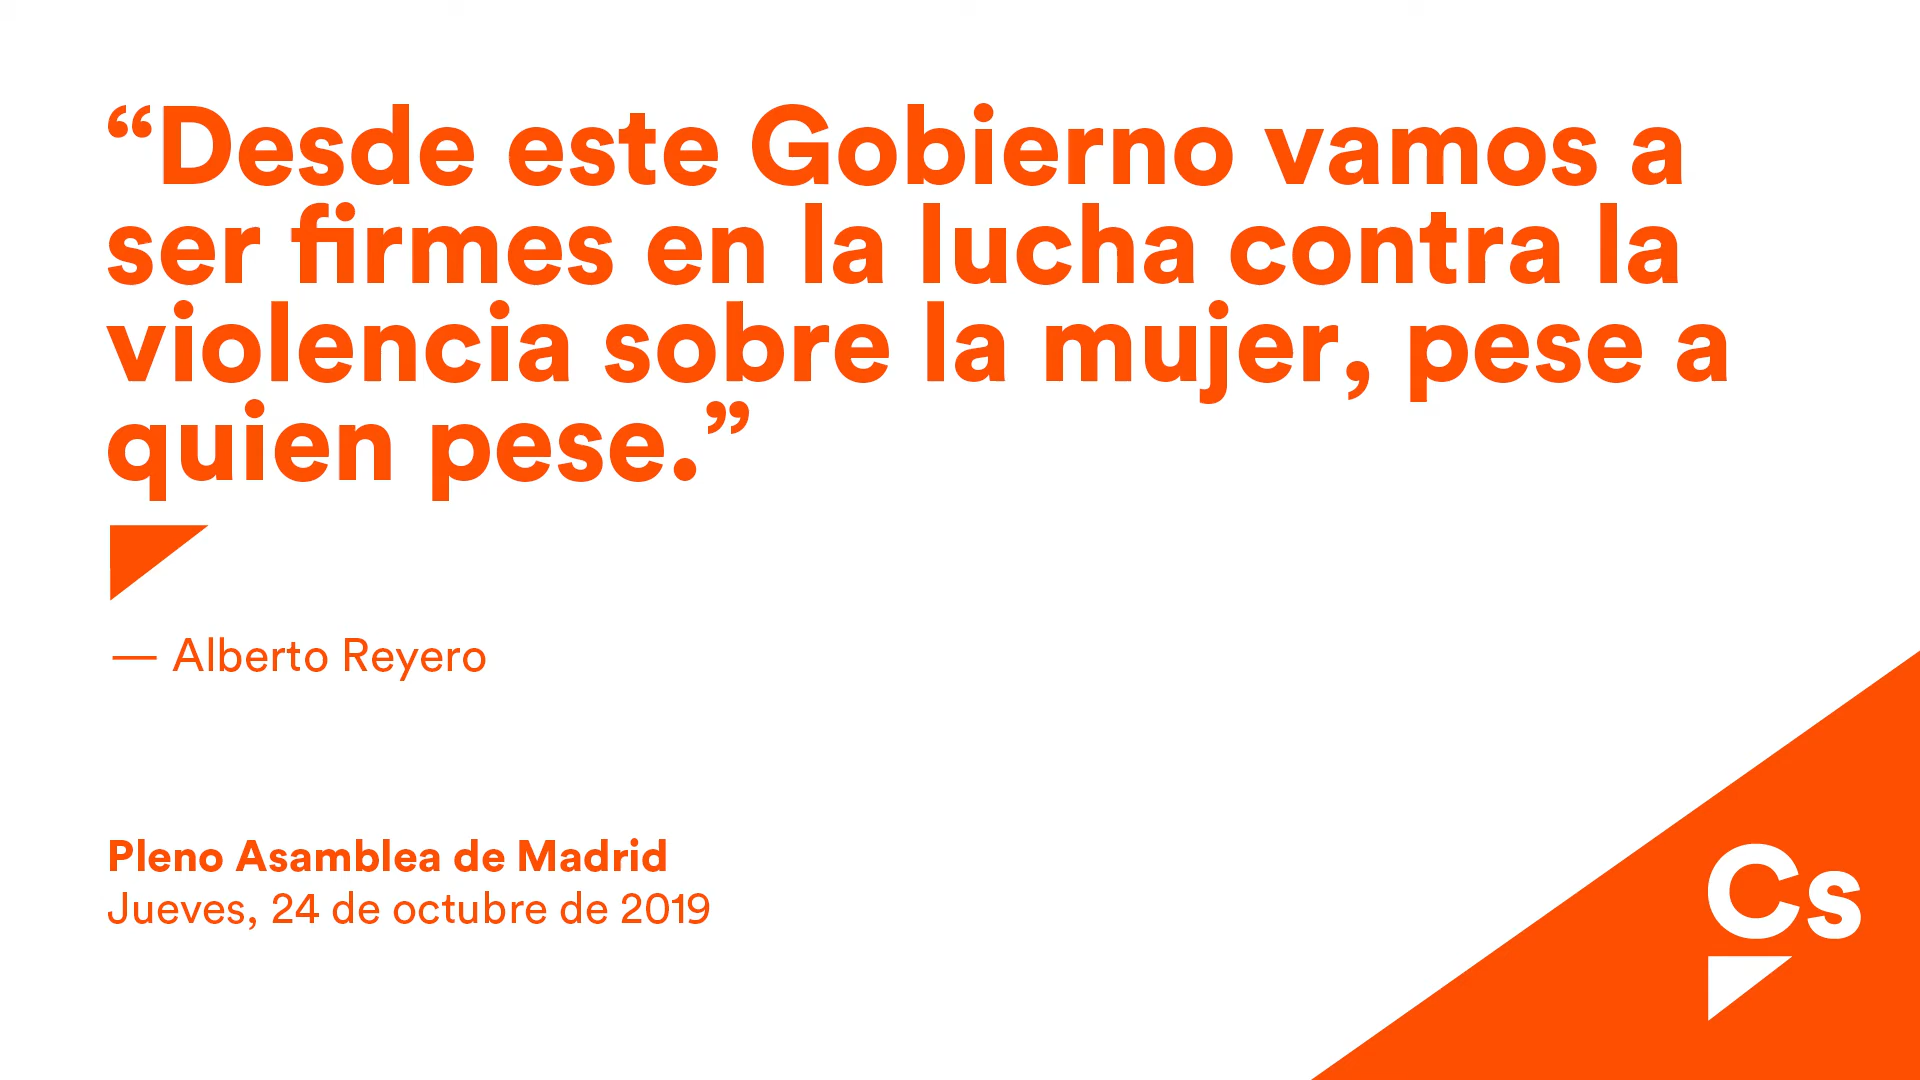 “Desde este Gobierno vamos a
ser firmes en la lucha contra la
violencia sobre la mujer, pese a
quien pese.”
— Alberto Reyero
Pleno Asamblea de Madrid
Jueves, 24 de octubre de 2019
Cs